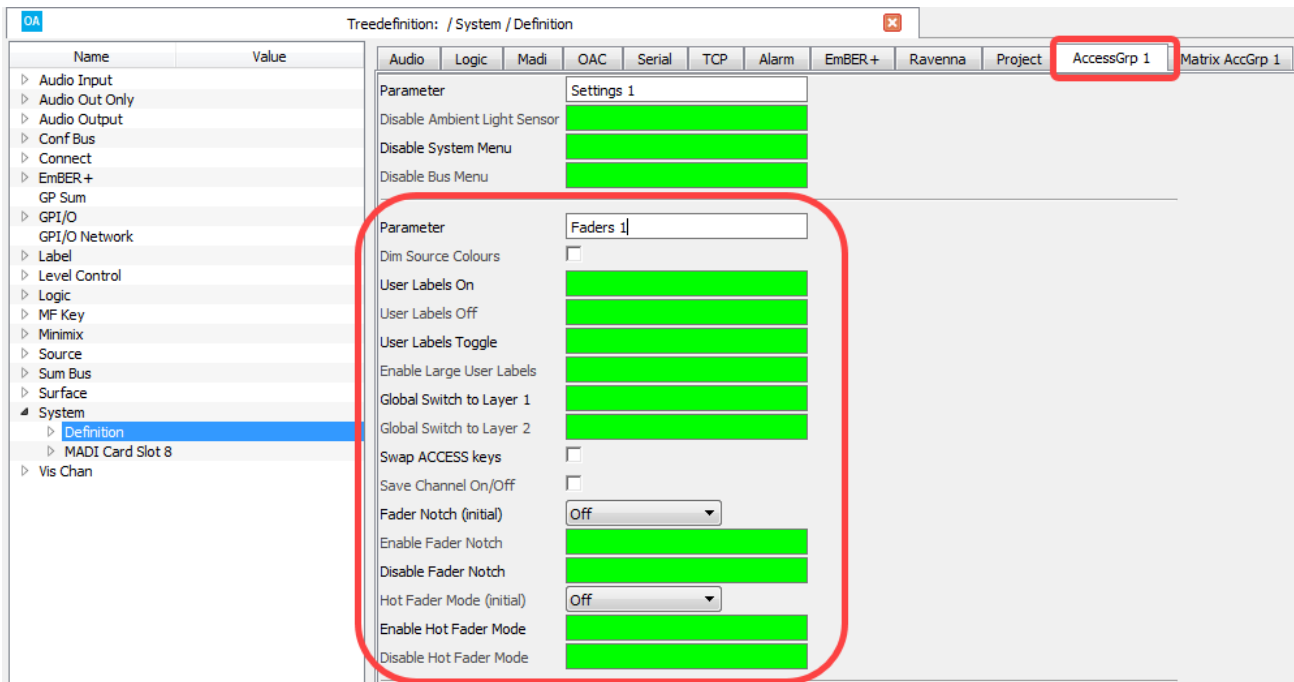 OA
Treedefinition: / System / Definition
Name Value
Audio Input
Audio Out Only
Audio Output
Conf Bus
Connect
EmBER+
GP Sum
GPI/O
GPI/O Network
Label
Level Control
Logic
MF Key
Minimix
Source
Sum Bus
Surface
System
Definition
MADI Card Slot 8
Vis Chan
Audio Logic Madi OAC Serial TCP Alarm EmBER+ Ravenna Project AccessGrp 1 Matrix AccGrp 1
Parameter Settings 1
Disable Ambient Light Sensor
Disable System Menu
Disable Bus Menu
Parameter Faders 1
Dim Source Colours
User Labels On
User Labels Off
User Labels Toggle
Enable Large User Labels
Global Switch to Layer 1
Global Switch to Layer 2
Swap ACCESS keys
Save Channel On/Off
Fader Notch (initial) Off
Enable Fader Notch
Disable Fader Notch
Hot Fader Mode (initial) Off
Enable Hot Fader Mode
Disable Hot Fader Mode